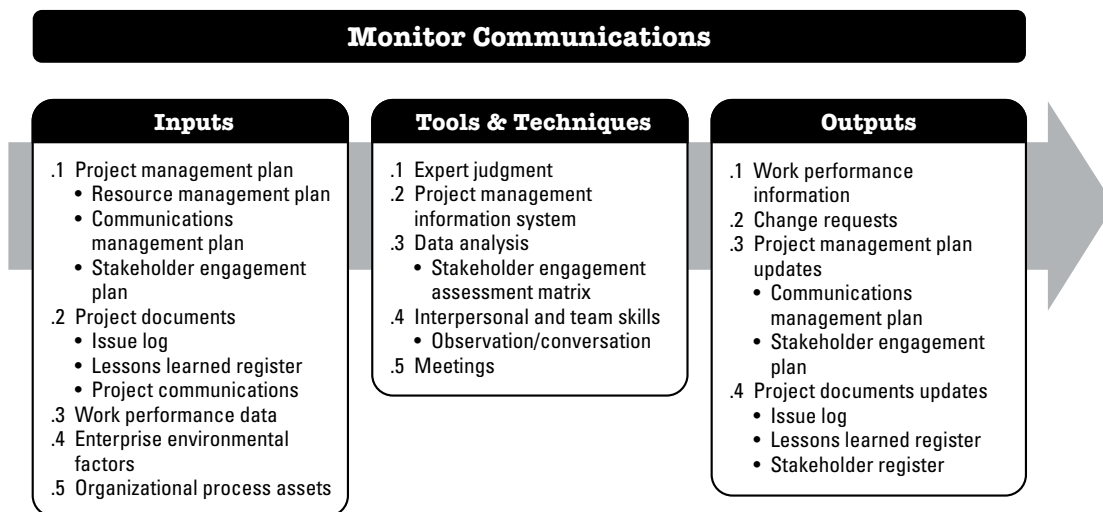 Monitor Communications
Inputs
.1 Project management plan
• Resource management plan
• Communications
management plan
• Stakeholder engagement
plan
.2 Project documents
• Issue log
• Lessons learned register
• Project communications
.3 Work performance data
.4 Enterprise environmental
factors
.5 Organizational process assets
Tools & Techniques
.1 Expert judgment
.2 Project management
information system
.3 Data analysis
• Stakeholder engagement
assessment matrix
.4 Interpersonal and team skills
• Observation/conversation
.5 Meetings
Outputs
.1 Work performance
information
.2 Change requests
.3 Project management plan
updates
• Communications
management plan
• Stakeholder engagement
plan
.4 Project documents updates
• Issue log
• Lessons learned register
• Stakeholder register